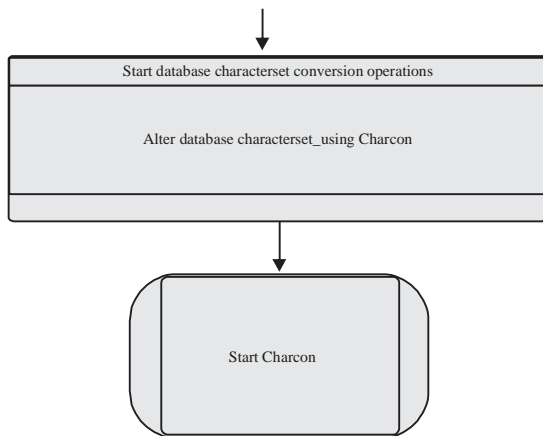 Start database characterset conversion operations
Alter database characterset_using Charcon
Start Charcon